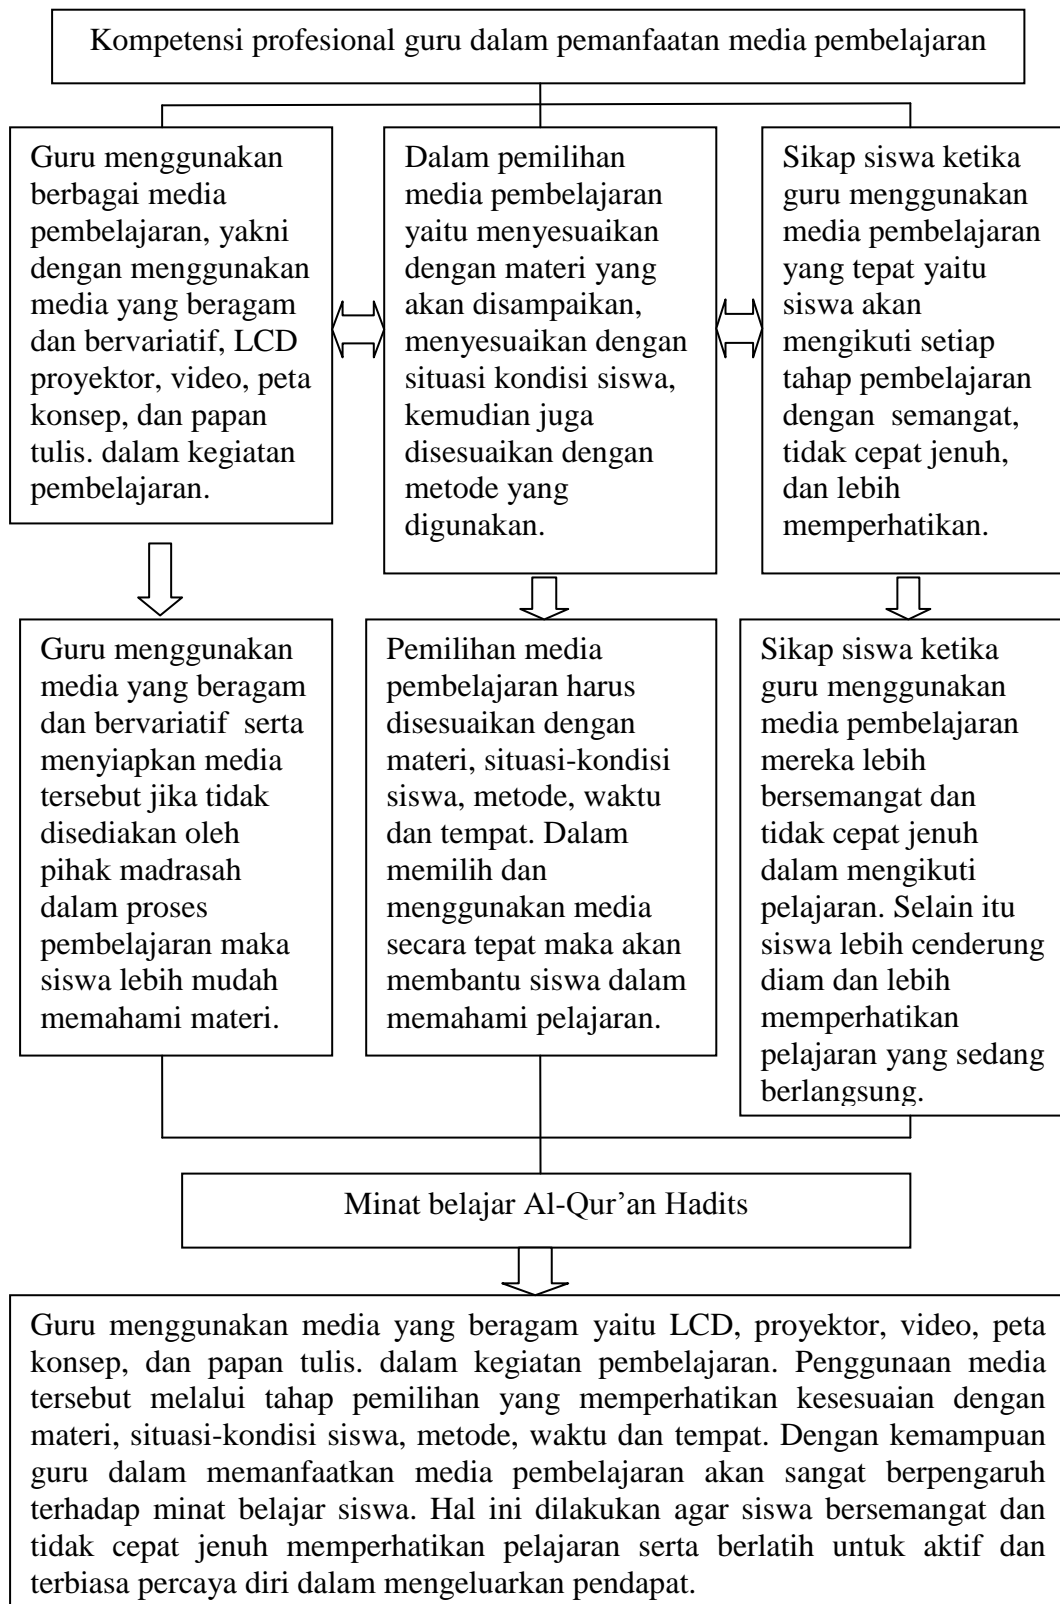 Kompetensi profesional guru dalam pemanfaatan media pembelajaran
Guru menggunakan
berbagai media
pembelajaran, yakni
dengan menggunakan
media yang beragam
dan bervariatif, LCD
proyektor, video, peta
konsep, dan papan
tulis. dalam kegiatan
pembelajaran.
Dalam pemilihan
media pembelajaran
yaitu menyesuaikan
dengan materi yang
akan disampaikan,
menyesuaikan dengan
situasi kondisi siswa,
kemudian juga
disesuaikan dengan
metode yang
digunakan.
Sikap siswa ketika
guru menggunakan
media pembelajaran
yang tepat yaitu
siswa akan
mengikuti setiap
tahap pembelajaran
dengan semangat,
tidak cepat jenuh,
dan lebih
memperhatikan.
Guru menggunakan
media yang beragam
dan bervariatif serta
menyiapkan media
tersebut jika tidak
disediakan oleh
pihak madrasah
dalam proses
pembelajaran maka
siswa lebih mudah
memahami materi.
Pemilihan media
pembelajaran harus
disesuaikan dengan
materi, situasi-kondisi
siswa, metode, waktu
dan tempat. Dalam
memilih dan
menggunakan media
secara tepat maka akan
membantu siswa dalam
memahami pelajaran.
Sikap siswa ketika
guru menggunakan
media pembelajaran
mereka lebih
bersemangat dan
tidak cepat jenuh
dalam mengikuti
pelajaran. Selain itu
siswa lebih cenderung
diam dan lebih
memperhatikan
pelajaran yang sedang
berlangsung.
Minat belajar Al-Qur’an Hadits
Guru menggunakan media yang beragam yaitu LCD, proyektor, video, peta
konsep, dan papan tulis. dalam kegiatan pembelajaran. Penggunaan media
tersebut melalui tahap pemilihan yang memperhatikan kesesuaian dengan
materi, situasi-kondisi siswa, metode, waktu dan tempat. Dengan kemampuan
guru dalam memanfaatkan media pembelajaran akan sangat berpengaruh
terhadap minat belajar siswa. Hal ini dilakukan agar siswa bersemangat dan
tidak cepat jenuh memperhatikan pelajaran serta berlatih untuk aktif dan
terbiasa percaya diri dalam mengeluarkan pendapat.